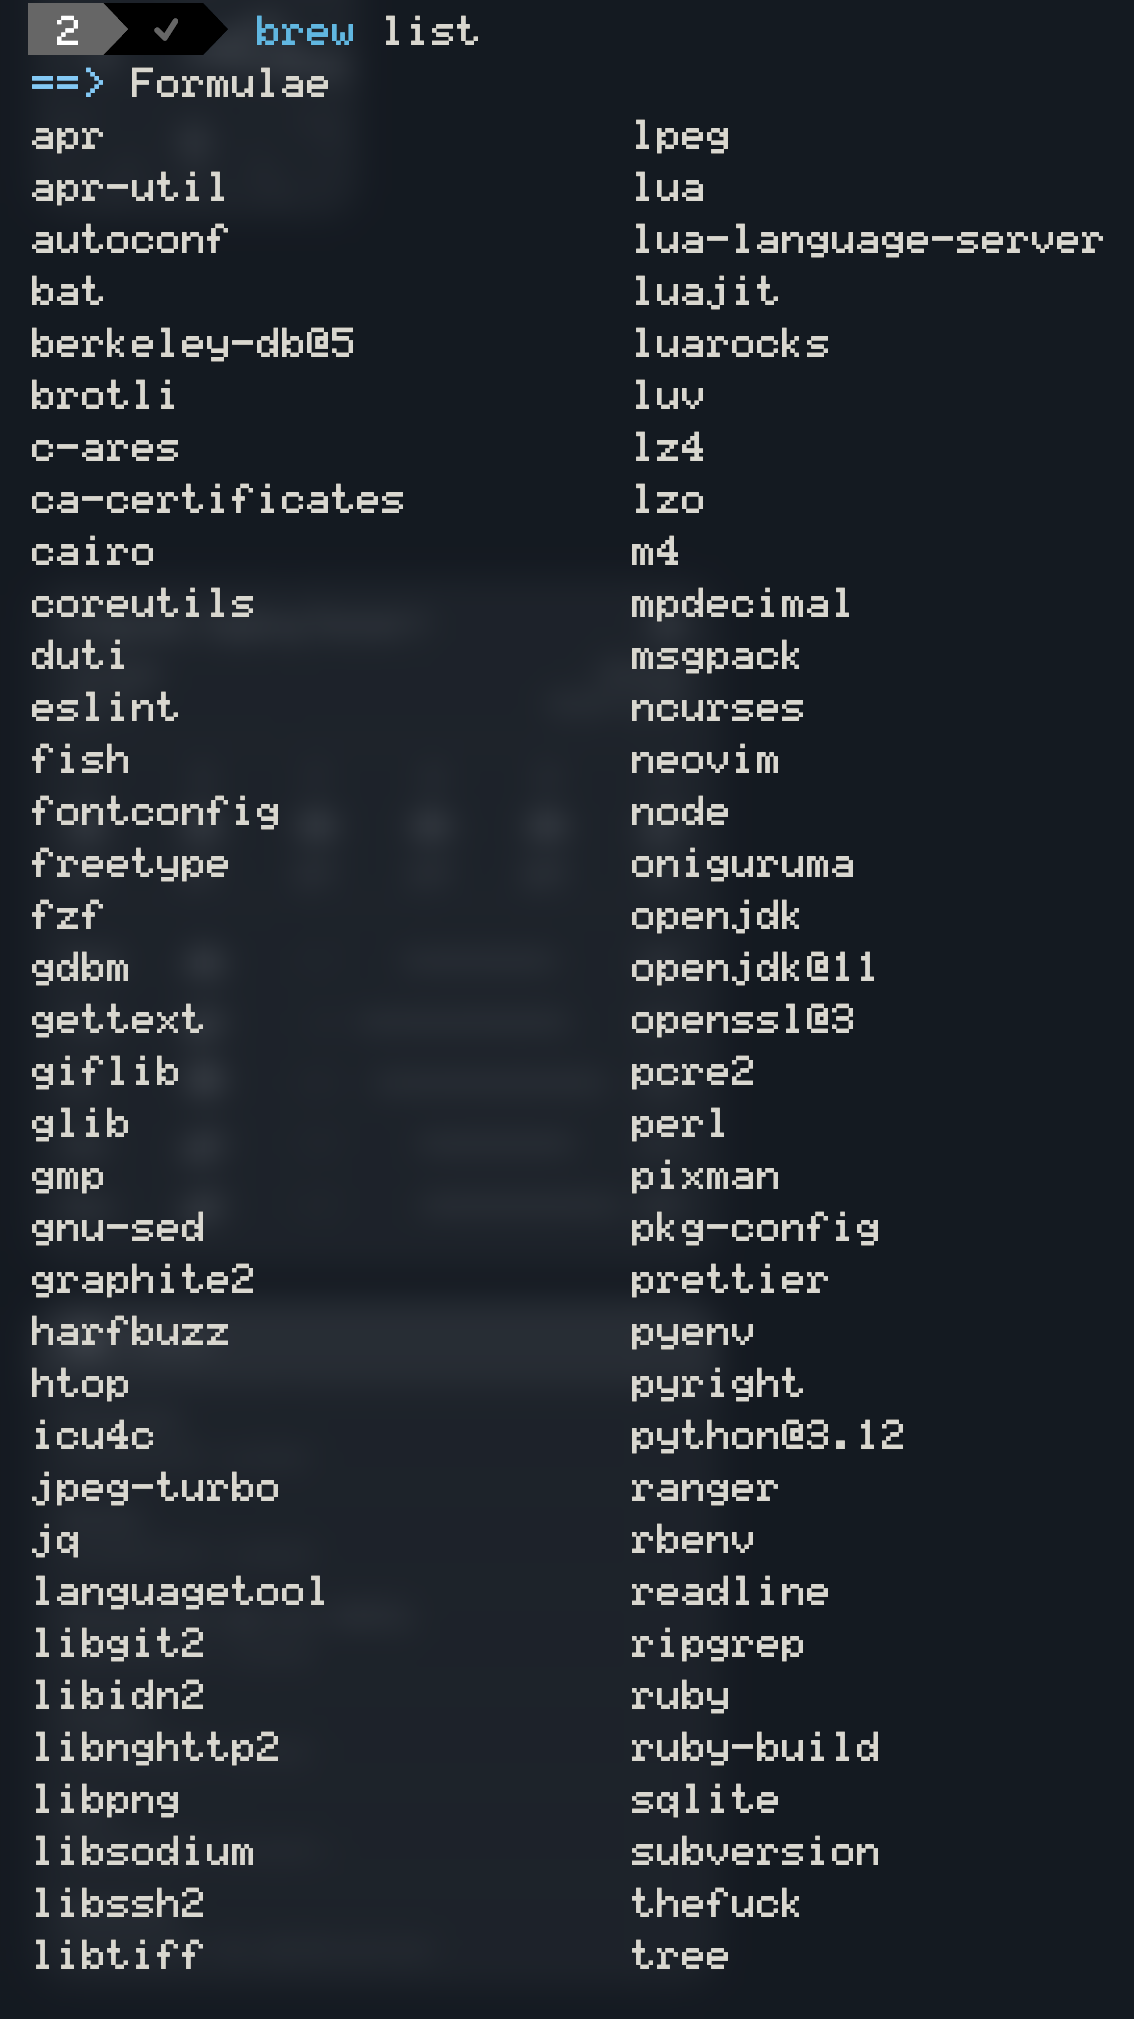 2 ✓ brew list
==> Formulae
apr lpeg
apr-util lua
autoconf lua-language-server
bat luajit
berkeley-db@5 luarocks
brotli luv
c-ares lz4
ca-certificates lzo
cairo m4
coreutils mpdecimal
duti msgpack
eslint ncurses
fish neovim
fontconfig node
freetype oniguruma
fzf openjdk
gdbm openjdk@11
gettext openssl@3
giflib pcre2
glib perl
gmp pixman
gnu-sed pkg-config
graphite2 prettier
harfbuzz pyenv
htop pyright
icu4c python@3.12
jpeg-turbo ranger
jq rbenv
languagetool readline
libgit2 ripgrep
libidn2 ruby
libnghttp2 ruby-build
libpng sqlite
libsodium subversion
libssh2 thefuck
libtiff tree